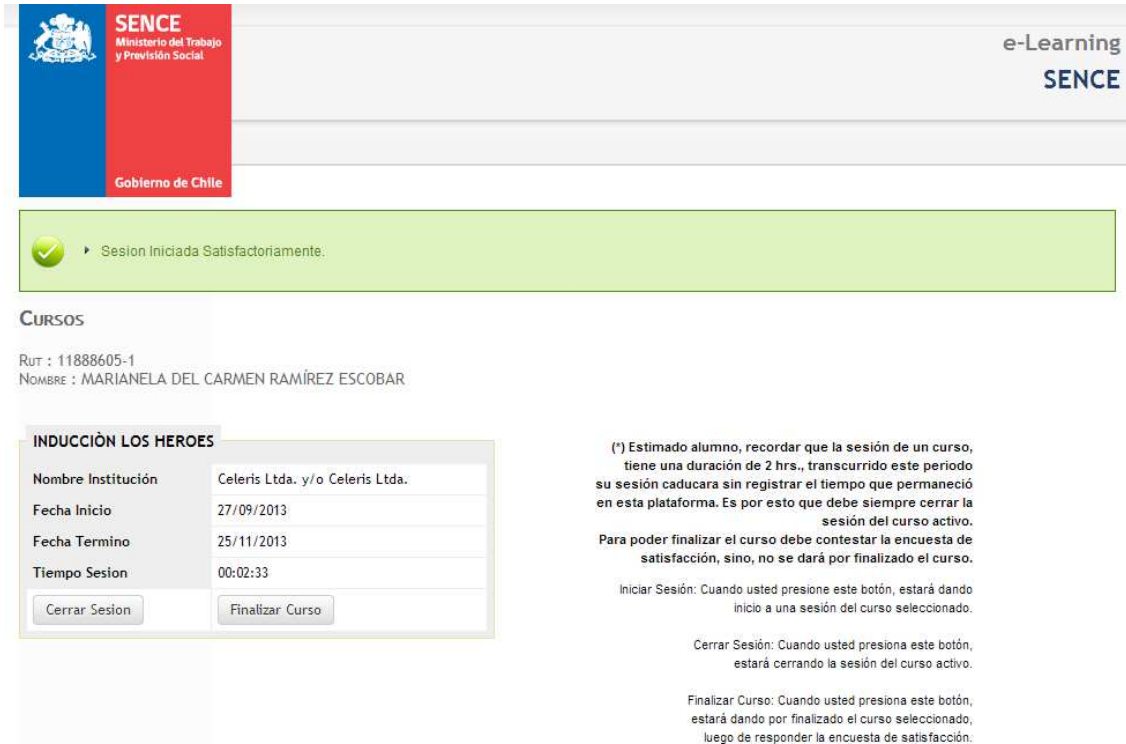 SENCE
Ministerio del Trabajo
y Previsión Social
Gobierno de Chile
e-Learning
SENCE
Sesion Iniciada Satisfactoriamente.
CURSOS
RUT : 11888605-1
NOMBRE : MARIANELA DEL CARMEN RAMÍREZ ESCOBAR
INDUCCIÒN LOS HEROES
Nombre Institución Celeris Ltda. y/o Celeris Ltda.
Fecha Inicio 27/09/2013
Fecha Termino 25/11/2013
Tiempo Sesion 00:02:33
Cerrar Sesion Finalizar Curso
(*) Estimado alumno, recordar que la sesión de un curso,
tiene una duración de 2 hrs., transcurrido este periodo
su sesión caducara sin registrar el tiempo que permaneció
en esta plataforma. Es por esto que debe siempre cerrar la
sesión del curso activo.
Para poder finalizar el curso debe contestar la encuesta de
satisfacción, sino, no se dará por finalizado el curso.
Iniciar Sesión: Cuando usted presione este botón, estará dando
inicio a una sesión del curso seleccionado.
Cerrar Sesión: Cuando usted presiona este botón,
estará cerrando la sesión del curso activo.
Finalizar Curso: Cuando usted presiona este botón,
estará dando por finalizado el curso seleccionado,
luego de responder la encuesta de satisfacción.